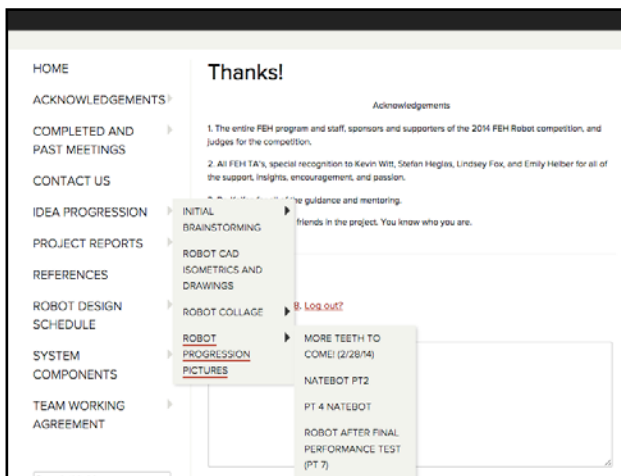 HOME
ACKNOWLEDGEMENTS
COMPLETED AND
PAST MEETINGS
CONTACT US
IDEA PROGRESSION
PROJECT REPORTS
REFERENCES
ROBOT DESIGN
SCHEDULE
SYSTEM
COMPONENTS
TEAM WORKING
AGREEMENT
Thanks!
Acknowledgements
1. The entire FEH program and staff, sponsors and supporters of the 2014 FEH Robot competition, and
judges for the competition.
2. All FEH TA's, special recognition to Kevin Witt, Stefan Heglas, Lindsey Fox, and Emily Helber for all of
the support, insights, encouragement, and passion.
the guidance and mentoring.
friends in the project. You know who you are.
Log out?
INITIAL
BRAINSTORMING
ROBOT CAD
ISOMETRICS AND
DRAWINGS
ROBOT COLLAGE
ROBOT
PROGRESSION
PICTURES
MORE TEETH TO
COME! (2/28/14)
NATEBOT PT2
PT 4 NATEBOT
ROBOT AFTER FINAL
PERFORMANCE TEST
(PT 7)